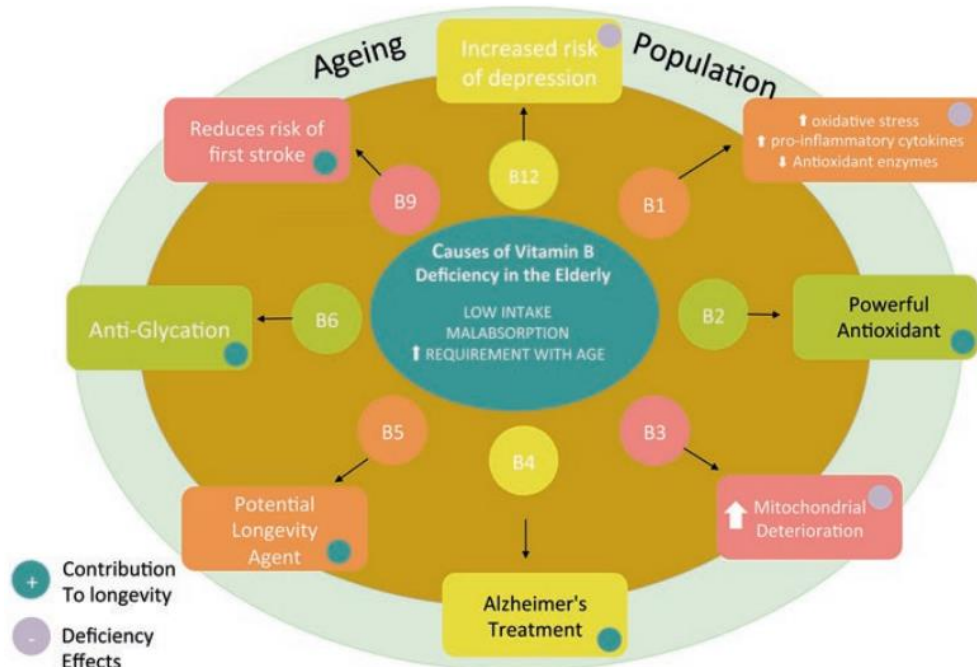 Ageing
Population
Increased risk
of depression
Reduces risk of
first stroke
⬆ oxidative stress
⬆ pro-inflammatory cytokines
⬇ Antioxidant enzymes
B12
B9
B1
Causes of Vitamin B
Deficiency in the Elderly
LOW INTAKE
MALABSORPTION
⬆ REQUIREMENT WITH AGE
B6
Anti-Glycation
B2
Powerful
Antioxidant
B5
B4
B3
Potential
Longevity
Agent
⬆ Mitochondrial
Deterioration
Alzheimer's
Treatment
+
Contribution
To longevity
-
Deficiency
Effects